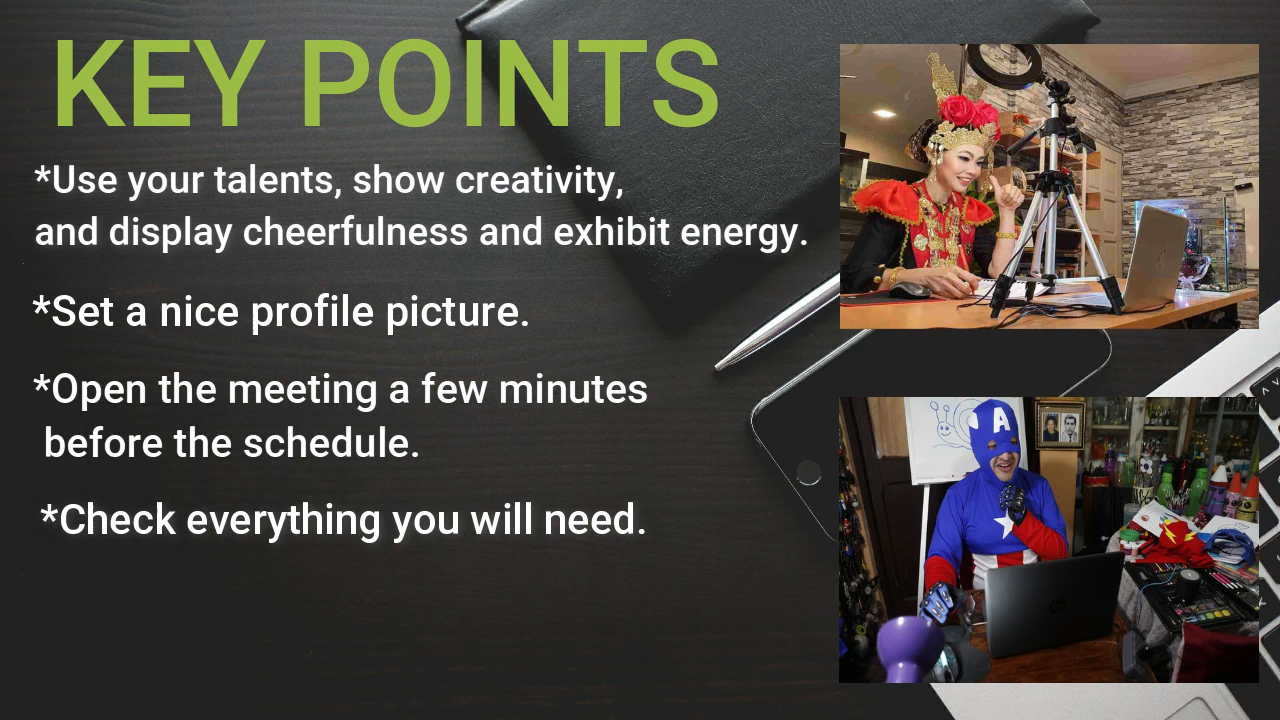 KEY POINTS
*Use your talents, show creativity,
and display cheerfulness and exhibit energy.
*Set a nice profile picture.
*Open the meeting a few minutes
before the schedule.
*Check everything you will need.
A